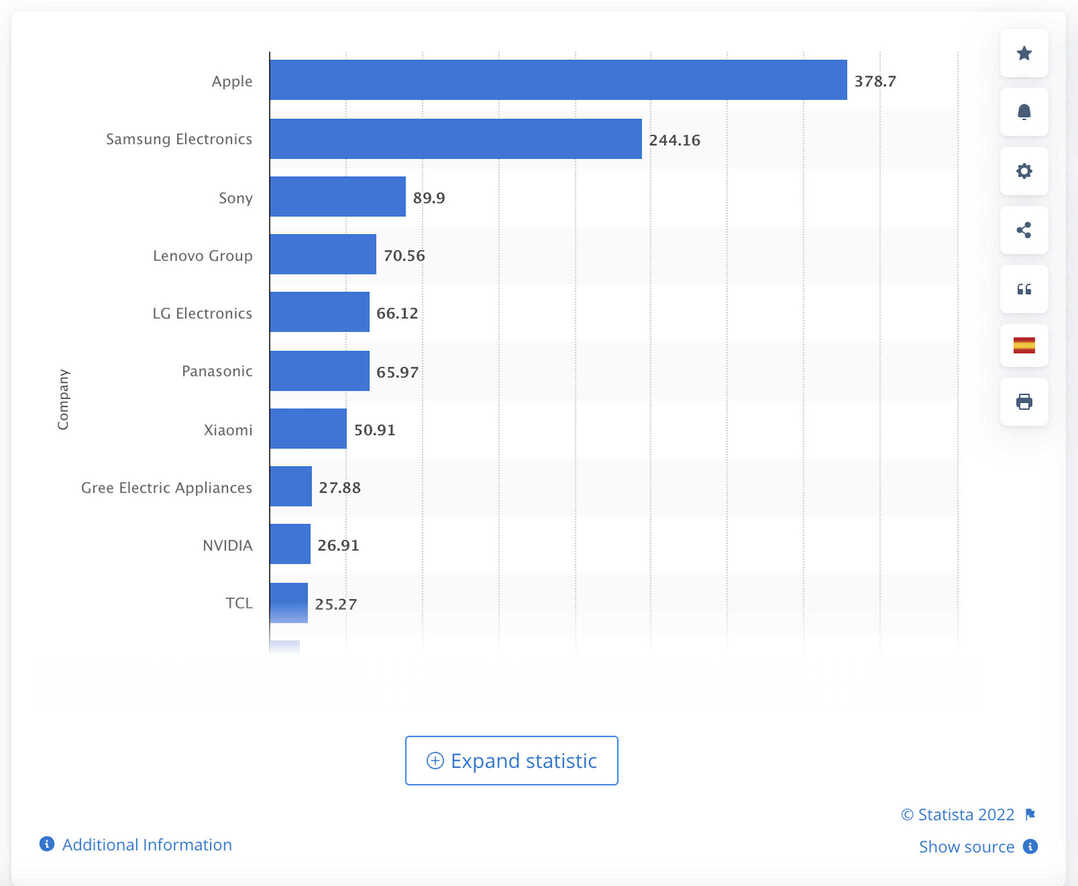 Apple 378.7
Samsung Electronics 244.16
Sony 89.9
Lenovo Group 70.56
LG Electronics 66.12
Panasonic 65.97
Company
Xiaomi 50.91
Gree Electric Appliances 27.88
NVIDIA 26.91
TCL 25.27
Expand statistic
© Statista 2022
Additional Information
Show source